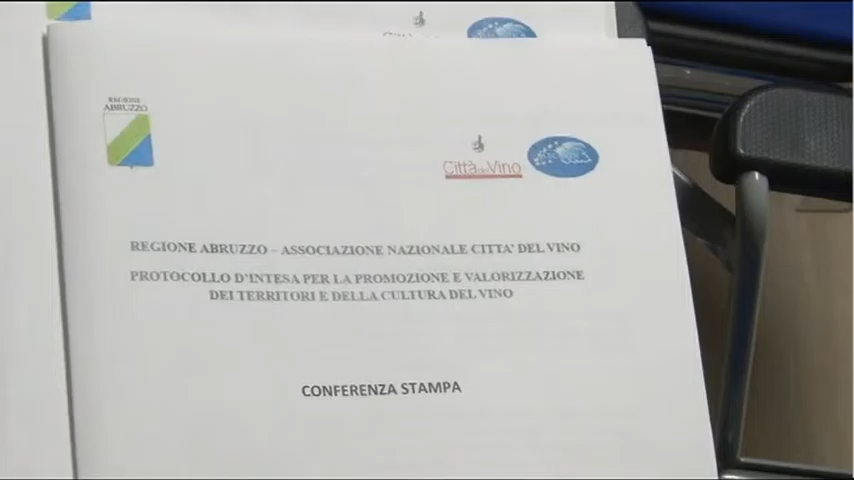 Città
REGIONE
ABRUZZO
Città del Vino
REGIONE ABRUZZO – ASSOCIAZIONE NAZIONALE CITTA' DEL VINO
PROTOCOLLO D'INTESA PER LA PROMOZIONE E VALORIZZAZIONE
DEI TERRITORI E DELLA CULTURA DEL VINO
CONFERENZA STAMPA